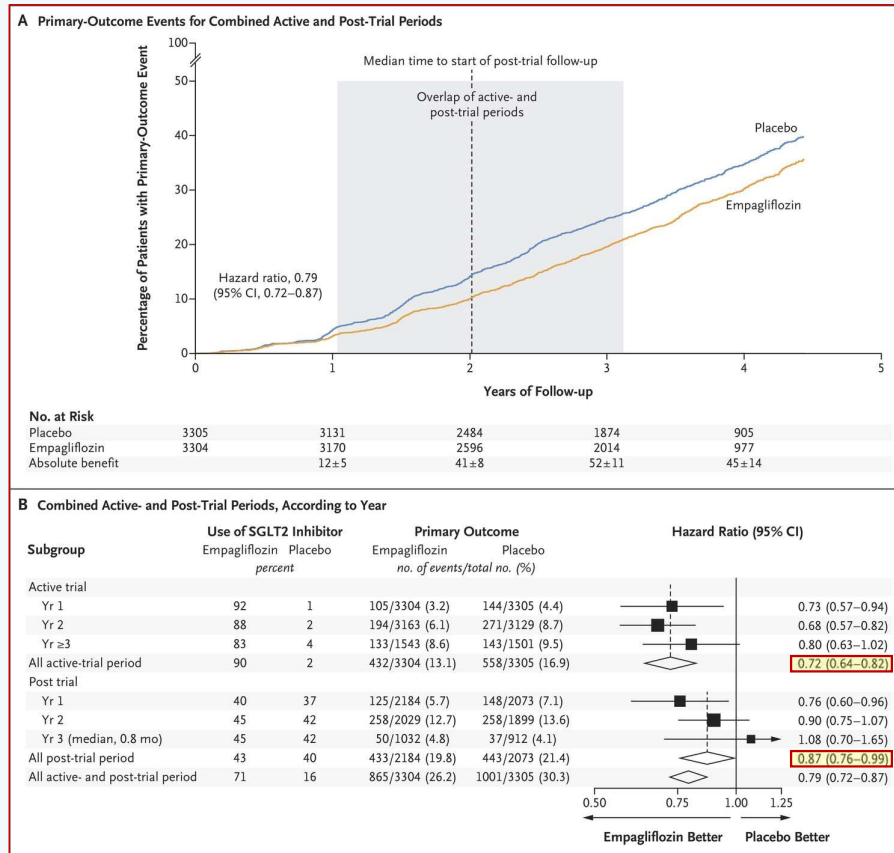 A Primary-Outcome Events for Combined Active and Post-Trial Periods
100
50
40
30
20
10
0
Percentage of Patients with Primary-Outcome Event
Median time to start of post-trial follow-up
Overlap of active- and
post-trial periods
Placebo
Empagliflozin
Hazard ratio, 0.79
(95% CI, 0.72–0.87)
0 1 2 3 4 5
Years of Follow-up
No. at Risk
Placebo 3305 3131 2484 1874 905
Empagliflozin 3304 3170 2596 2014 977
Absolute benefit 12±5 41±8 52±11 45±14
B Combined Active- and Post-Trial Periods, According to Year
Use of SGLT2 Inhibitor Primary Outcome Hazard Ratio (95% CI)
Subgroup Empagliflozin Placebo Empagliflozin Placebo
percent no. of events/total no. (%)
Active trial
Yr 1 92 1 105/3304 (3.2) 144/3305 (4.4) 0.73 (0.57–0.94)
Yr 2 88 2 194/3163 (6.1) 271/3129 (8.7) 0.68 (0.57–0.82)
Yr ≥3 83 4 133/1543 (8.6) 143/1501 (9.5) 0.80 (0.63–1.02)
All active-trial period 90 2 432/3304 (13.1) 558/3305 (16.9) 0.72 (0.64–0.82)
Post trial
Yr 1 40 37 125/2184 (5.7) 148/2073 (7.1) 0.76 (0.60–0.96)
Yr 2 45 42 258/2029 (12.7) 258/1899 (13.6) 0.90 (0.75–1.07)
Yr 3 (median, 0.8 mo) 45 42 50/1032 (4.8) 37/912 (4.1) 1.08 (0.70–1.65)
All post-trial period 43 40 433/2184 (19.8) 443/2073 (21.4) 0.87 (0.76–0.99)
All active- and post-trial period 71 16 865/3304 (26.2) 1001/3305 (30.3) 0.79 (0.72–0.87)
0.50 0.75 1.00 1.25
Empagliflozin Better Placebo Better